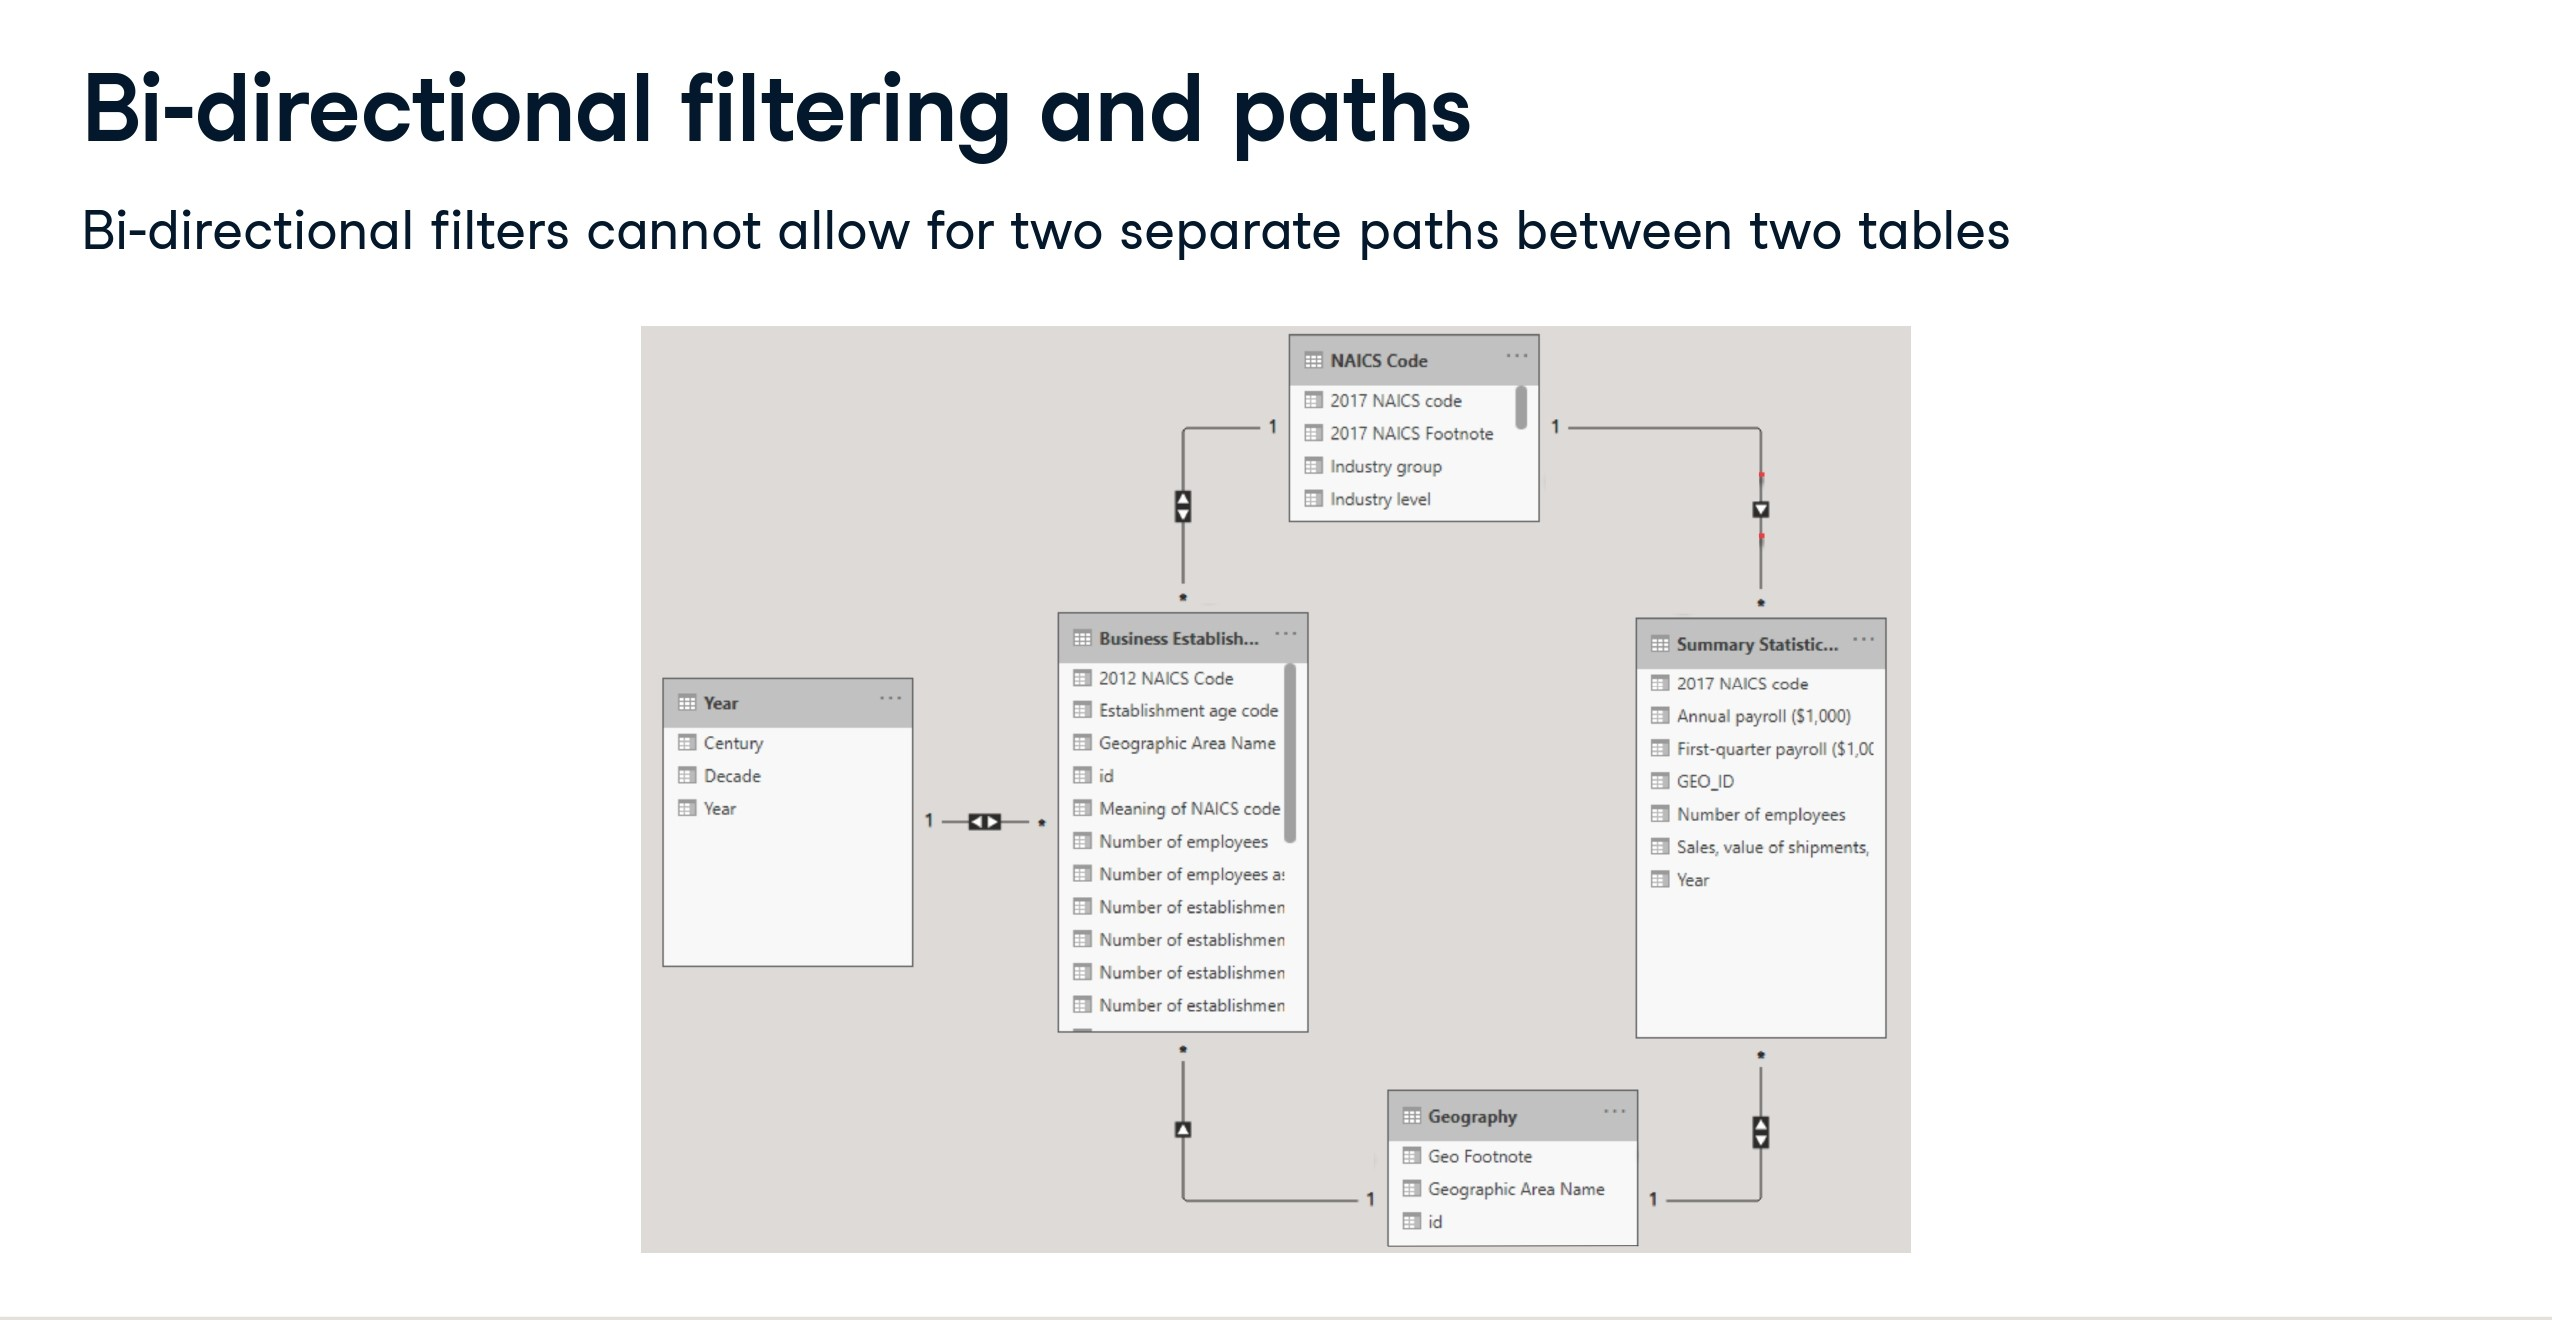 Bi-directional filtering and paths
Bi-directional filters cannot allow for two separate paths between two tables
NAICS Code ...
2017 NAICS code
2017 NAICS Footnote
Industry group
Industry level
1
1
*
*
Business Establish... ...
2012 NAICS Code
Establishment age code
Geographic Area Name
id
Meaning of NAICS code
Number of employees
Number of employees as
Number of establishmen
Number of establishmen
Number of establishmen
Number of establishmen
Summary Statistic... ...
2017 NAICS code
Annual payroll ($1,000)
First-quarter payroll ($1,00
GEO_ID
Number of employees
Sales, value of shipments,
Year
Year ...
Century
Decade
Year
1 *
*
*
Geography ...
Geo Footnote
Geographic Area Name
id
1
1